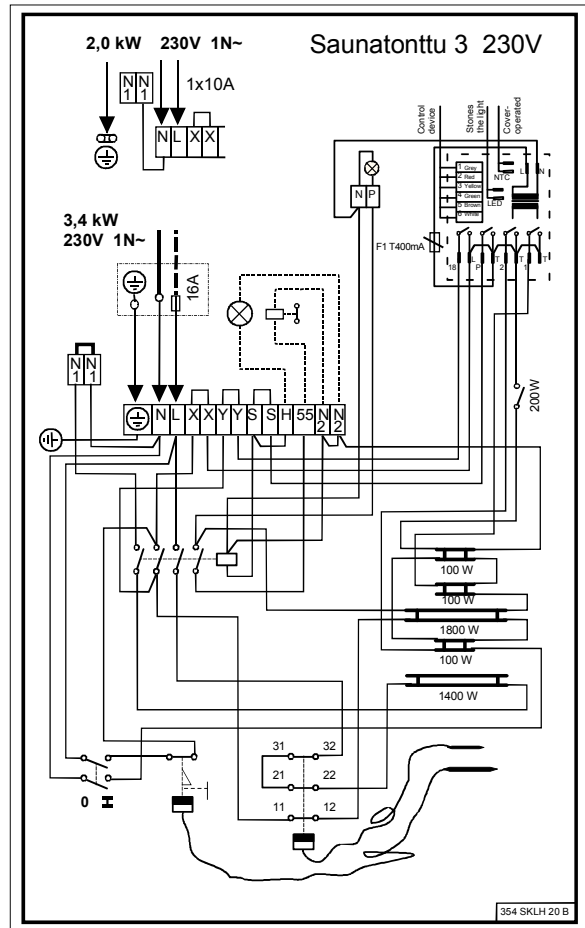 2,0 kW 230V 1N~
Saunatonttu 3 230V
N N 1x10A
1 1
N L X X
Control device
Stones the light
Cover-operated
1 Grey
2 Red
3 Yellow
4 Green
5 Brown
6 White
NTC
LED
L N
N P
3,4 kW
230V 1N~
16A
F1 T400mA
18 L P T 2 T 1 T
N N
1 1
N L X X Y Y S S H 55 N N
2 2
200W
100 W
100 W
1800 W
100 W
1400 W
31 32
21 22
11 12
0 I
354 SKLH 20 B